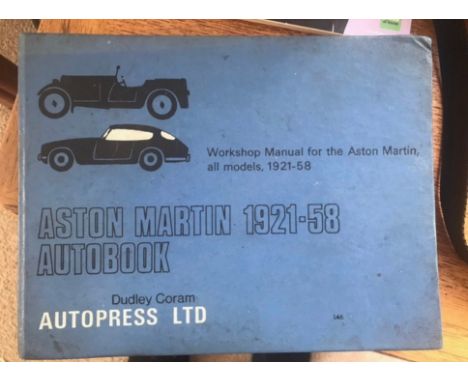 Workshop Manual for the Aston Martin,
all models, 1921-58
ASTON MARTIN 1921-58
AUTOBOOK
Dudley Coram
AUTOPRESS LTD